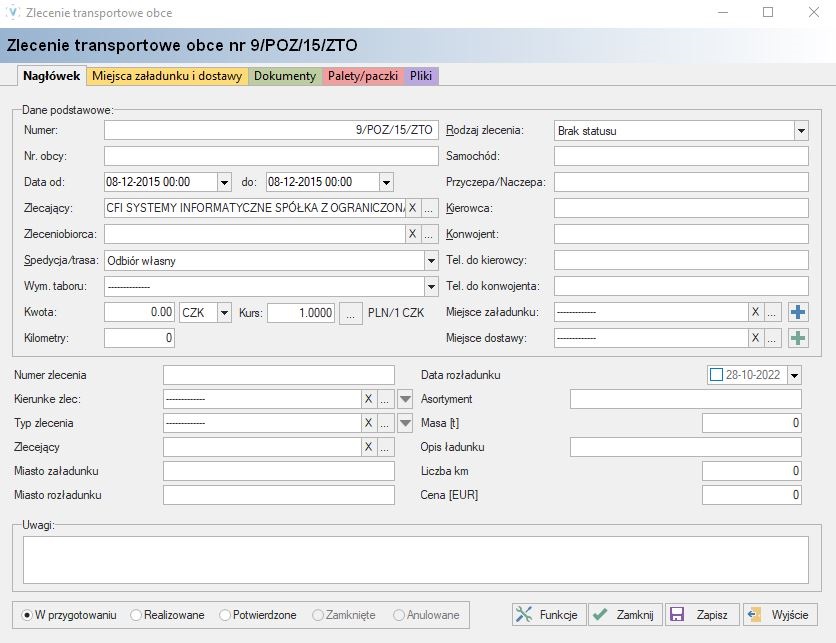 Zlecenie transportowe obce
Zlecenie transportowe obce nr 9/POZ/15/ZTO
Nagłówek Miejsca załadunku i dostawy Dokumenty Palety/paczki Pliki
Dane podstawowe:
Numer: 9/POZ/15/ZTO Rodzaj zlecenia: Brak statusu
Nr. obcy: Samochód:
Data od: 08-12-2015 00:00 do: 08-12-2015 00:00 Przyczepa/Naczepa:
Zlecający: CFI SYSTEMY INFORMATYCZNE SPÓŁKA Z OGRANICZONA X ... Kierowca:
Zleceniobiorca: X ... Konwojent:
Spedycja/trasa: Odbiór własny Tel. do kierowcy:
Wym. taboru: ------------- Tel. do konwojenta:
Kwota: 0.00 CZK Kurs: 1.0000 ... PLN/1 CZK Miejsce załadunku: ------------- X ...
Kilometry: 0 Miejsce dostawy: ------------- X ...
Numer zlecenia Data rozładunku 28-10-2022
Kierunke zlec: ------------- X ... Asortyment
Typ zlecenia ------------- X ... Masa [t] 0
Zlecejący X ... Opis ładunku
Miasto załadunku Liczba km 0
Miasto rozładunku Cena [EUR] 0
Uwagi:
W przygotowaniu Realizowane Potwierdzone Zamknięte Anulowane Funkcje Zamknij Zapisz Wyjście